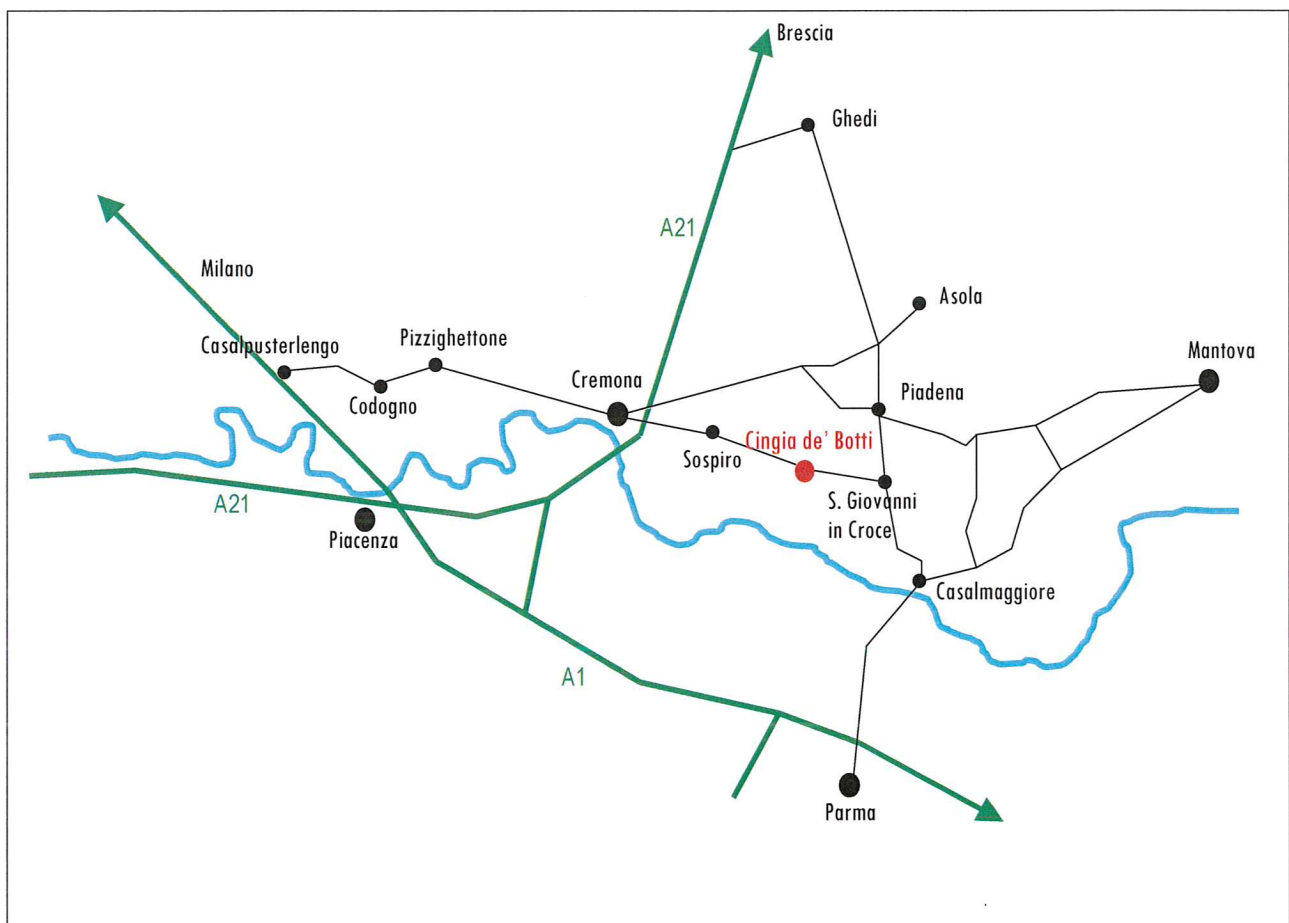 Brescia
Ghedi
A21
Milano
Asola
Casalpusterlengo
Pizzighettone
Mantova
Cremona
Codogno
Piadena
Cingia de' Botti
Sospiro
A21
S. Giovanni
in Croce
Piacenza
Casalmaggiore
A1
Parma